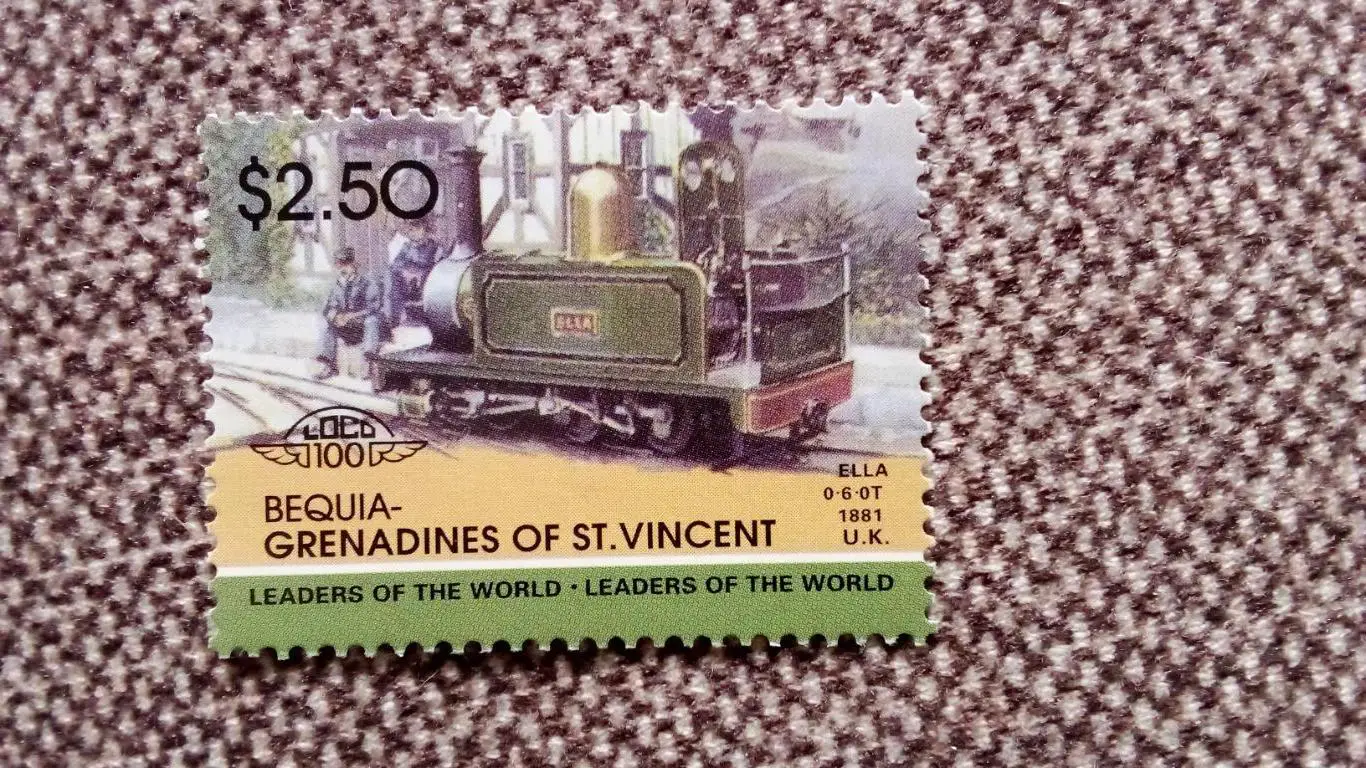 $2.50
ELLA
LOCO
100
ELLA
0·6·0T
1881
U.K.
BEQUIA-
GRENADINES OF ST.VINCENT
LEADERS OF THE WORLD · LEADERS OF THE WORLD